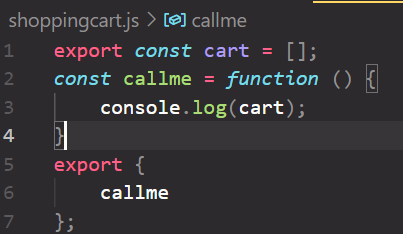 shoppingcart.js > callme
1 export const cart = [];
2 const callme = function () {
3     console.log(cart);
4 }
5 export {
6     callme
7 };